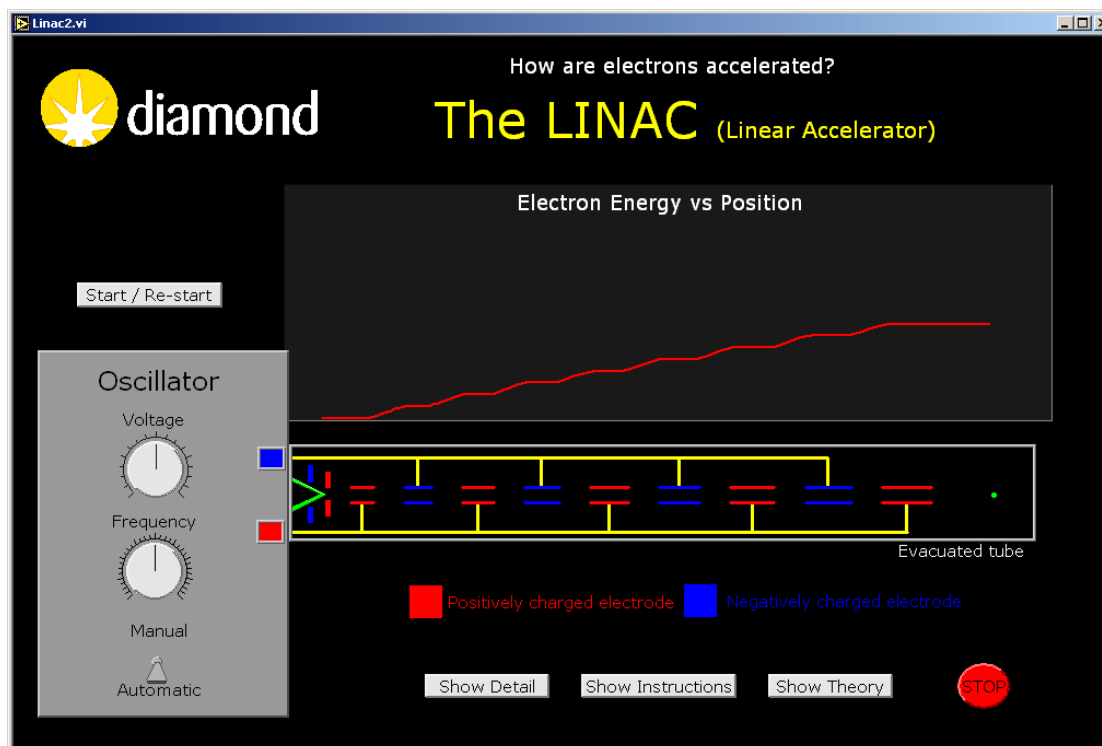 Linac2.vi
How are electrons accelerated?
diamond
The LINAC (Linear Accelerator)
Electron Energy vs Position
Start / Re-start
Oscillator
Voltage
Frequency
Evacuated tube
Positively charged electrode
Negatively charged electrode
Manual
Automatic
Show Detail
Show Instructions
Show Theory
STOP